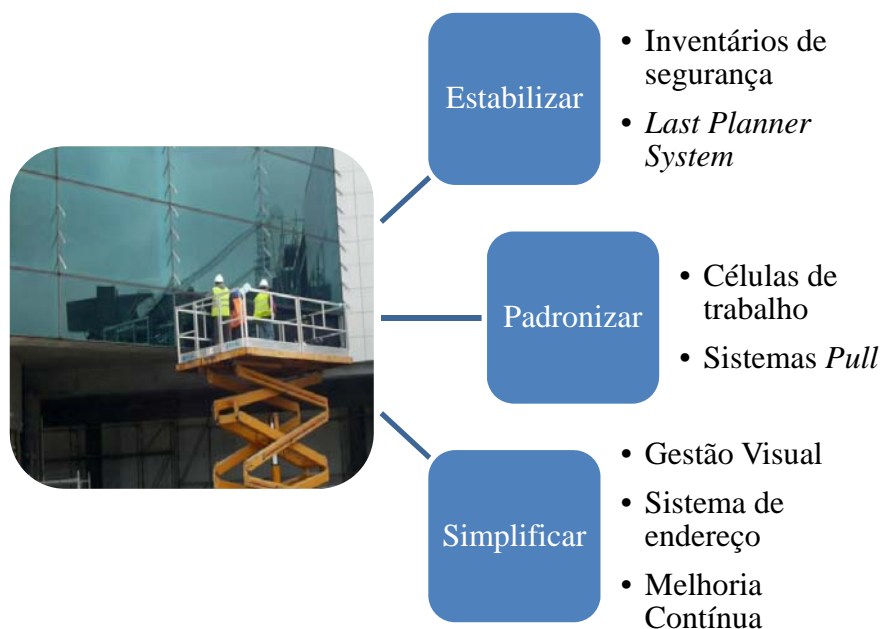 Estabilizar
• Inventários de
segurança
• Last Planner
System
Padronizar
• Células de
trabalho
• Sistemas Pull
Simplificar
• Gestão Visual
• Sistema de
endereço
• Melhoria
Contínua